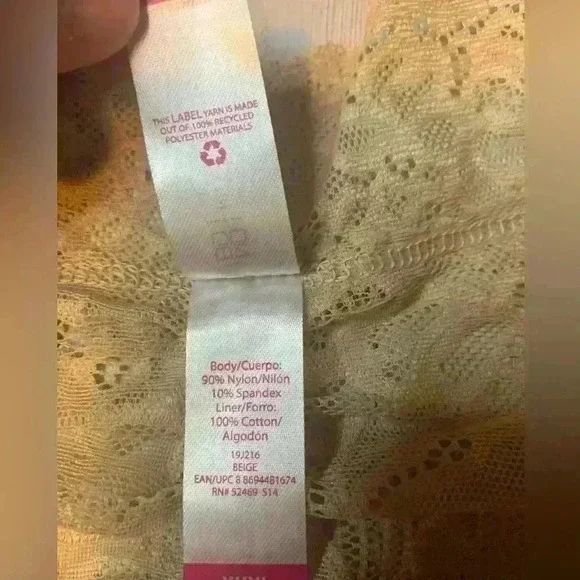 THIS LABEL YARN IS MADE
OUT OF 100% RECYCLED
POLYESTER MATERIALS
Body/Cuerpo:
90% Nylon/Nilón
10% Spandex
Liner/Forro:
100% Cotton/
Algodón
19J216
BEIGE
EAN/UPC 8 8694481674
RN# 52469 S14